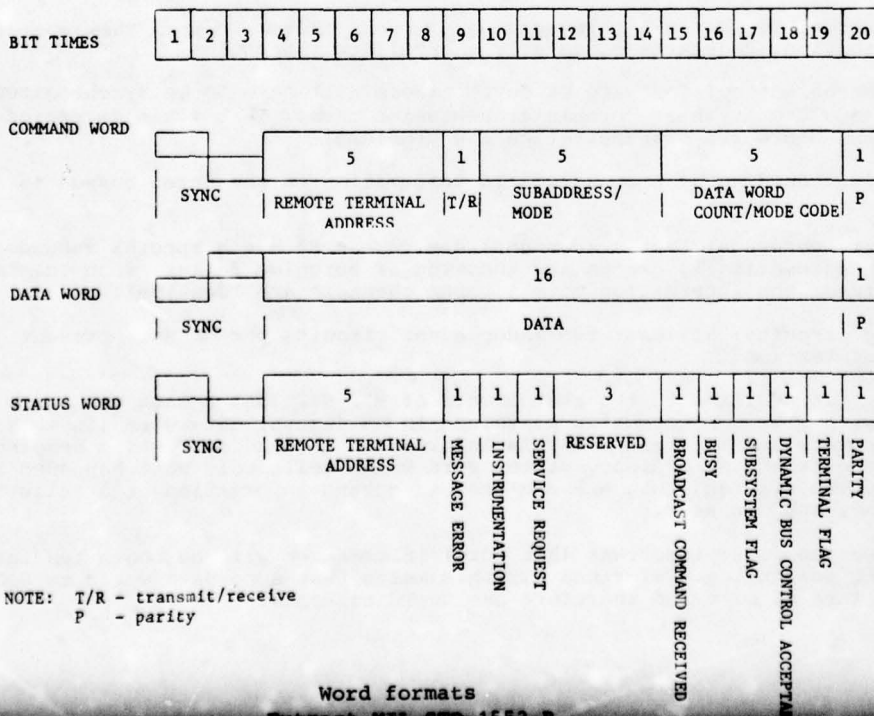 BIT TIMES 1 2 3 4 5 6 7 8 9 10 11 12 13 14 15 16 17 18 19 20
COMMAND WORD
5 1 5 5 1
SYNC REMOTE TERMINAL ADDRESS T/R SUBADDRESS/ MODE DATA WORD COUNT/MODE CODE P
DATA WORD
16 1
SYNC DATA P
STATUS WORD
5 1 1 1 3 1 1 1 1 1 1
SYNC REMOTE TERMINAL ADDRESS
MESSAGE ERROR
INSTRUMENTATION
SERVICE REQUEST
RESERVED
BROADCAST COMMAND RECEIVED
BUSY
SUBSYSTEM FLAG
DYNAMIC BUS CONTROL
TERMINAL FLAG
PARITY
NOTE: T/R - transmit/receive
P - parity
Word formats